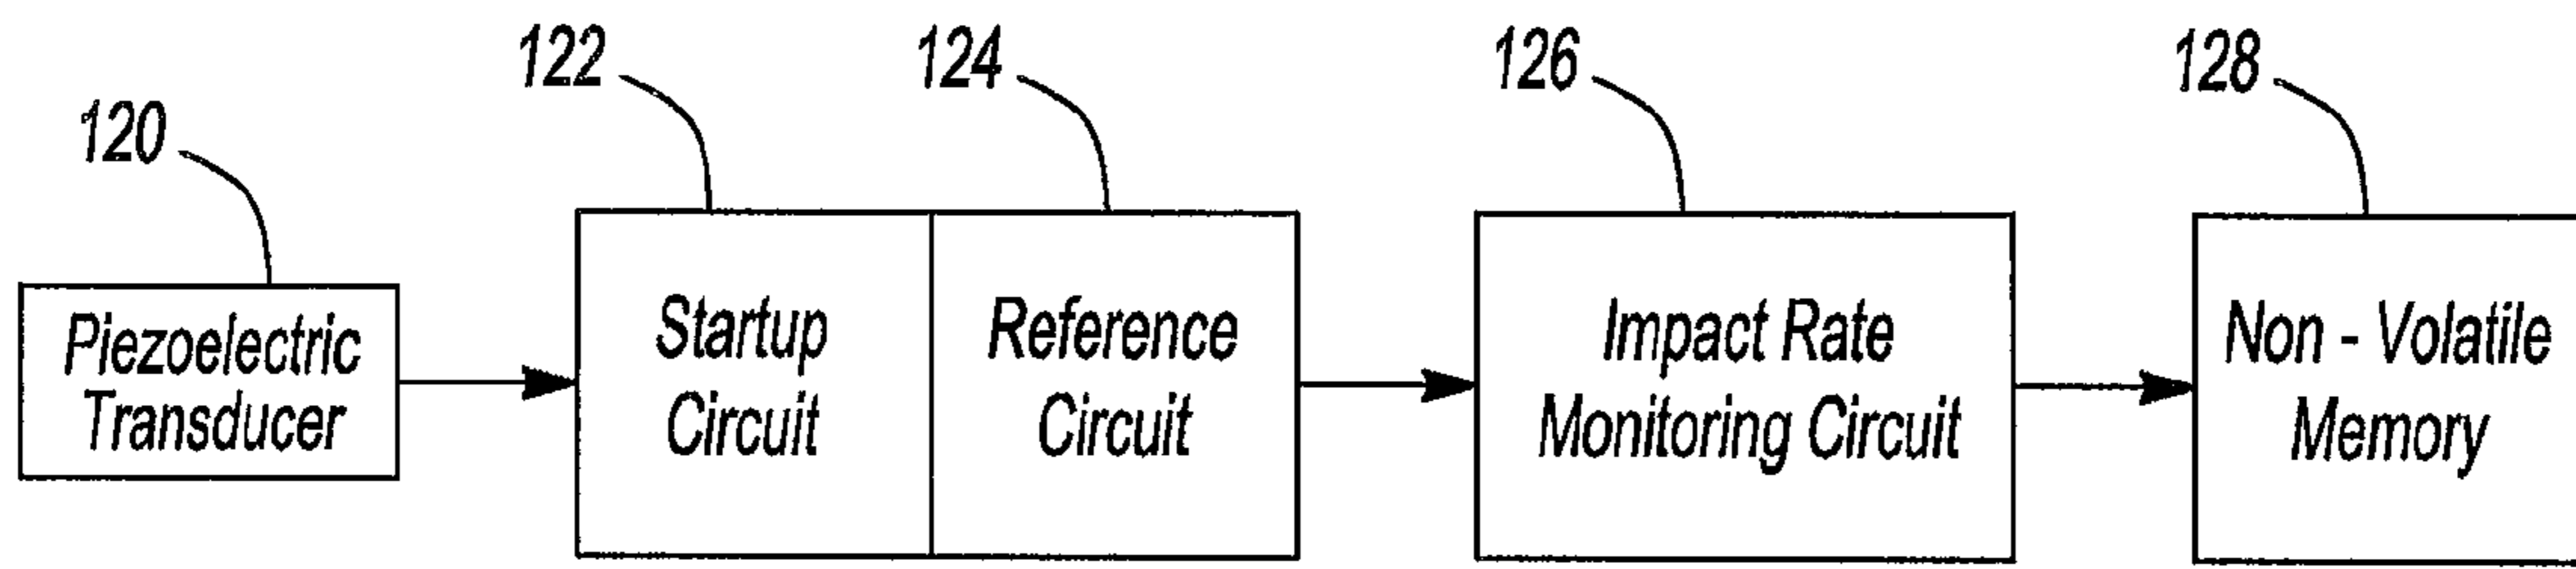 120
122
124
126
128
Piezoelectric
Transducer
Startup
Circuit
Reference
Circuit
Impact Rate
Monitoring Circuit
Non - Volatile
Memory